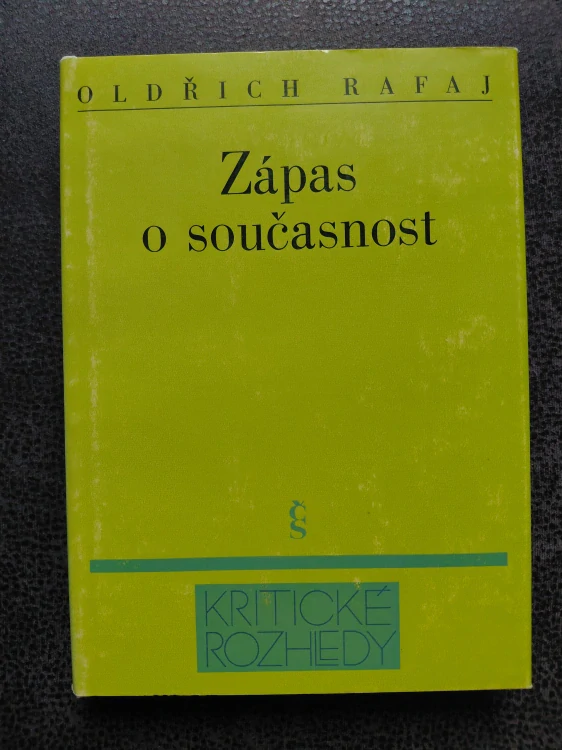 OLDŘICH RAFAJ
Zápas
o současnost
čs
KRITICKÉ
ROZHLEDY